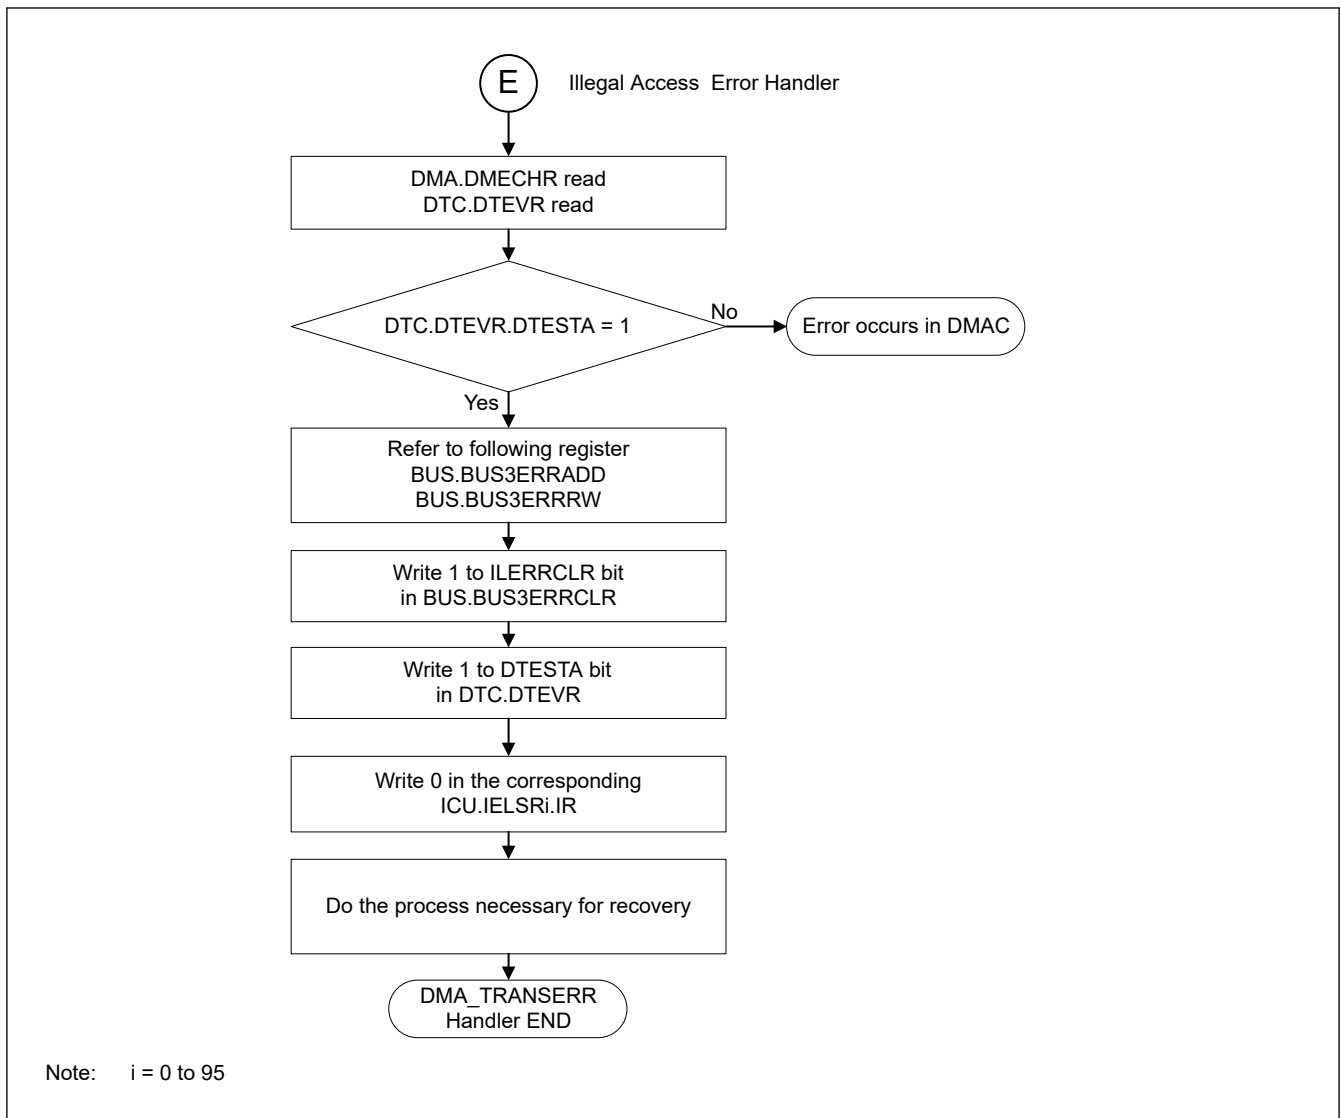 E
Illegal Access Error Handler
DMA.DMECHR read
DTC.DTEVR read
DTC.DTEVR.DTESTA = 1
No
Error occurs in DMAC
Yes
Refer to following register
BUS.BUS3ERRADD
BUS.BUS3ERRRW
Write 1 to ILERRCLR bit
in BUS.BUS3ERRCLR
Write 1 to DTESTA bit
in DTC.DTEVR
Write 0 in the corresponding
ICU.IELSRi.IR
Do the process necessary for recovery
DMA_TRANSERR
Handler END
Note: i = 0 to 95